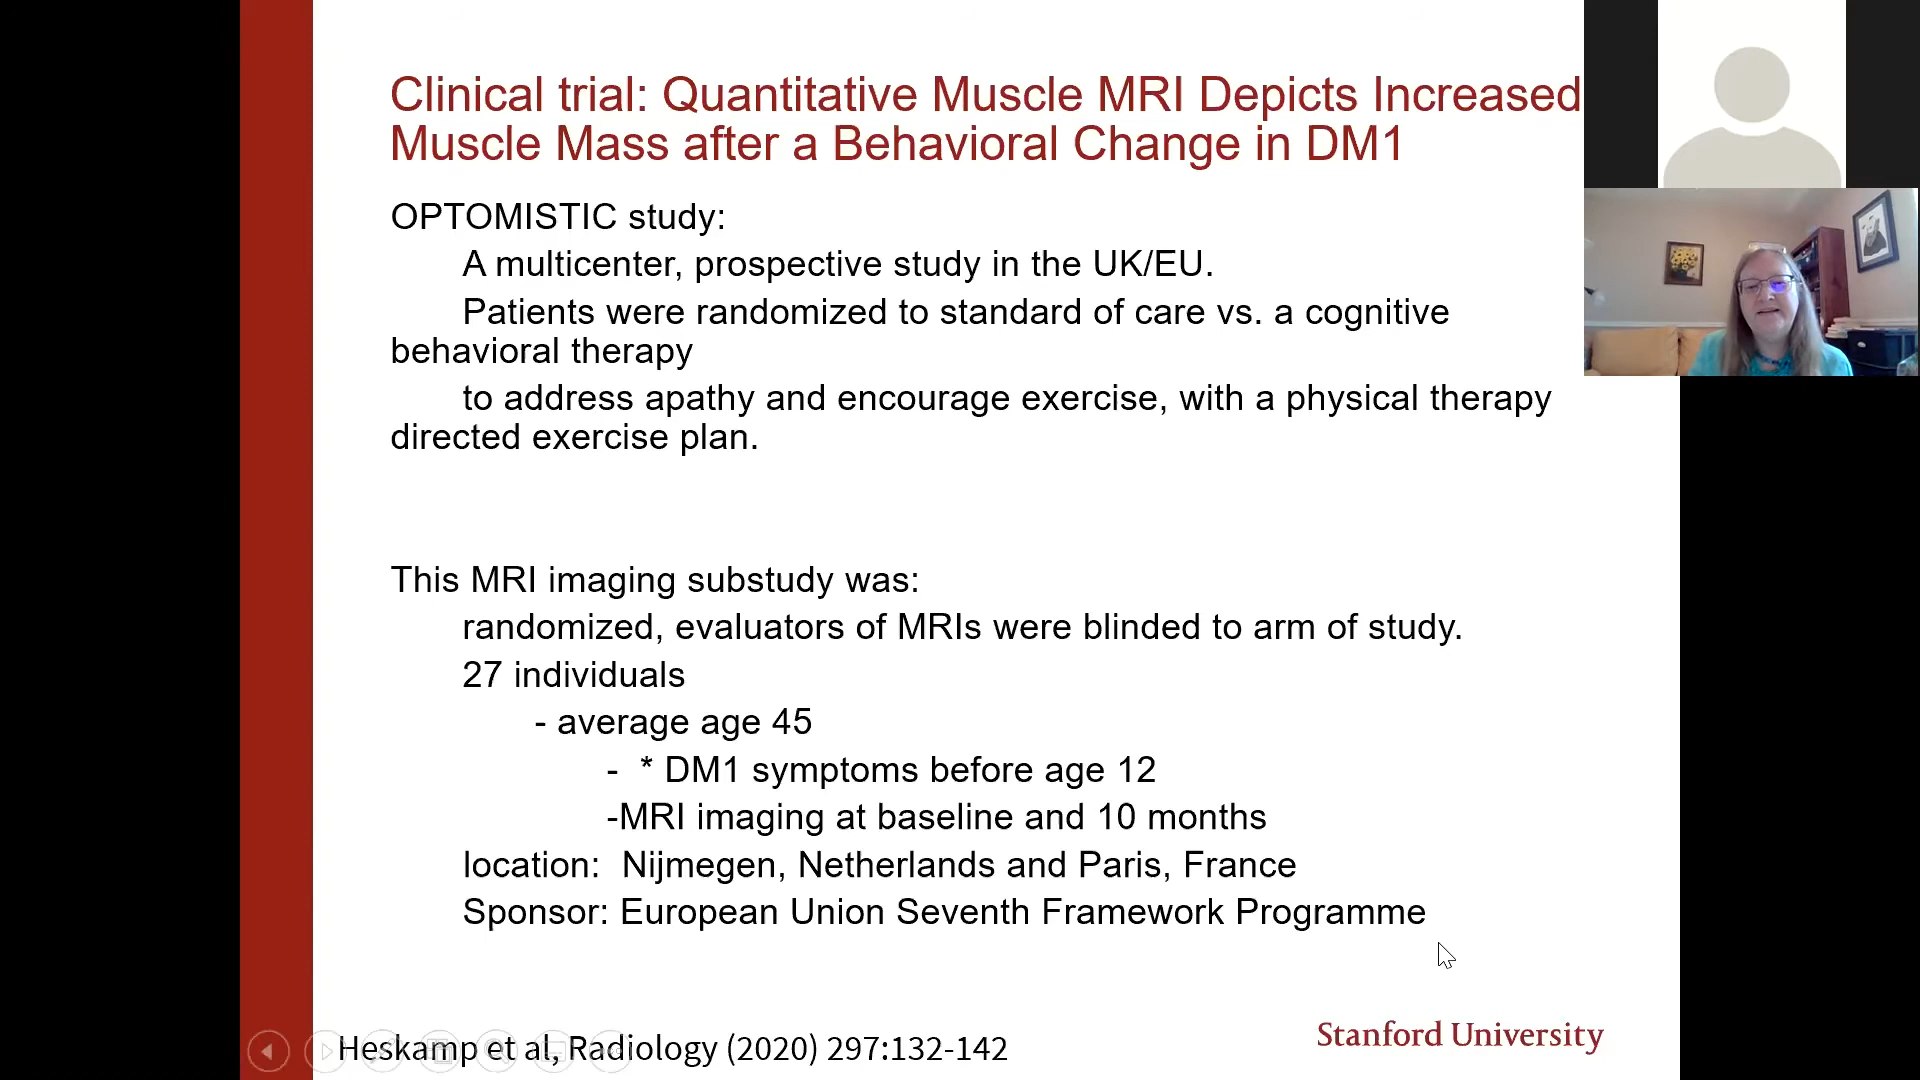 Clinical trial: Quantitative Muscle MRI Depicts Increased
Muscle Mass after a Behavioral Change in DM1
OPTOMISTIC study:
A multicenter, prospective study in the UK/EU.
Patients were randomized to standard of care vs. a cognitive
behavioral therapy
to address apathy and encourage exercise, with a physical therapy
directed exercise plan.
This MRI imaging substudy was:
randomized, evaluators of MRIs were blinded to arm of study.
27 individuals
- average age 45
- * DM1 symptoms before age 12
-MRI imaging at baseline and 10 months
location: Nijmegen, Netherlands and Paris, France
Sponsor: European Union Seventh Framework Programme
Heskamp et al, Radiology (2020) 297:132-142
Stanford University